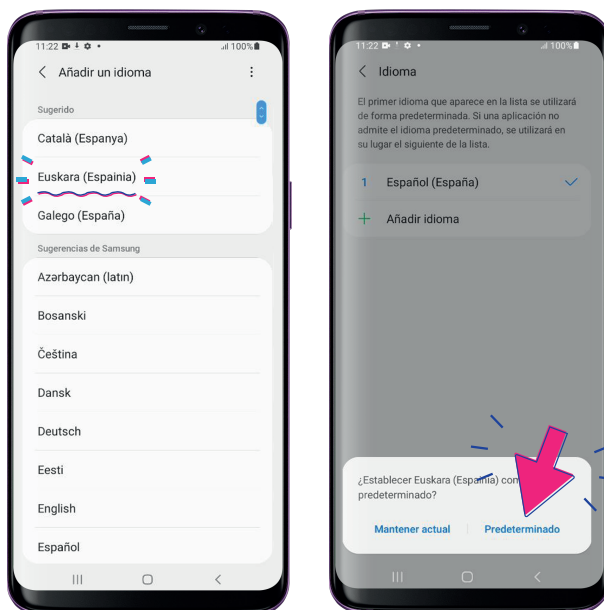 11:22
100%
Añadir un idioma
Sugerido
Català (Espanya)
Euskara (Espainia)
Galego (España)
Sugerencias de Samsung
Azərbaycan (latın)
Bosanski
Čeština
Dansk
Deutsch
Eesti
English
Español
11:22
100%
Idioma
El primer idioma que aparece en la lista se utilizará
de forma predeterminada. Si una aplicación no
admite el idioma predeterminado, se utilizará en
su lugar el siguiente de la lista.
1 Español (España)
Añadir idioma
¿Establecer Euskara (Espainia)
predeterminado?
Mantener actual Predeterminado